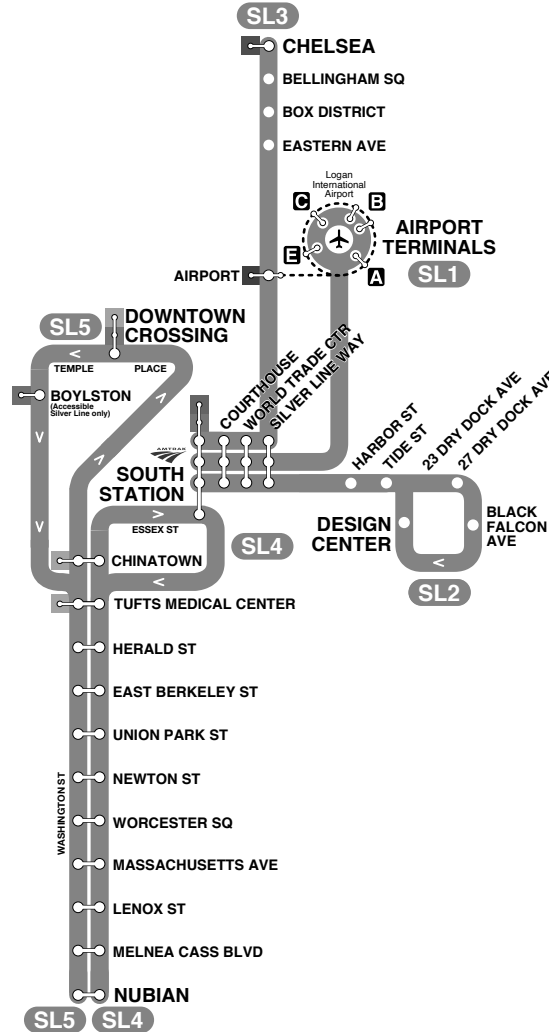 SL3
CHELSEA
BELLINGHAM SQ
BOX DISTRICT
EASTERN AVE
Logan
International
Airport
C
B
E
A
AIRPORT
TERMINALS
SL1
AIRPORT
SL5
DOWNTOWN
CROSSING
TEMPLE
PLACE
BOYLSTON
(Accessible
Silver Line only)
COURTHOUSE
WORLD TRADE CTR
SILVER LINE WAY
AMTRAK
SOUTH
STATION
HARBOR ST
TIDE ST
23 DRY DOCK AVE
27 DRY DOCK AVE
ESSEX ST
SL4
DESIGN
CENTER
BLACK
FALCON
AVE
SL2
CHINATOWN
TUFTS MEDICAL CENTER
HERALD ST
EAST BERKELEY ST
UNION PARK ST
NEWTON ST
WASHINGTON ST
WORCESTER SQ
MASSACHUSETTS AVE
LENOX ST
MELNEA CASS BLVD
NUBIAN
SL5
SL4